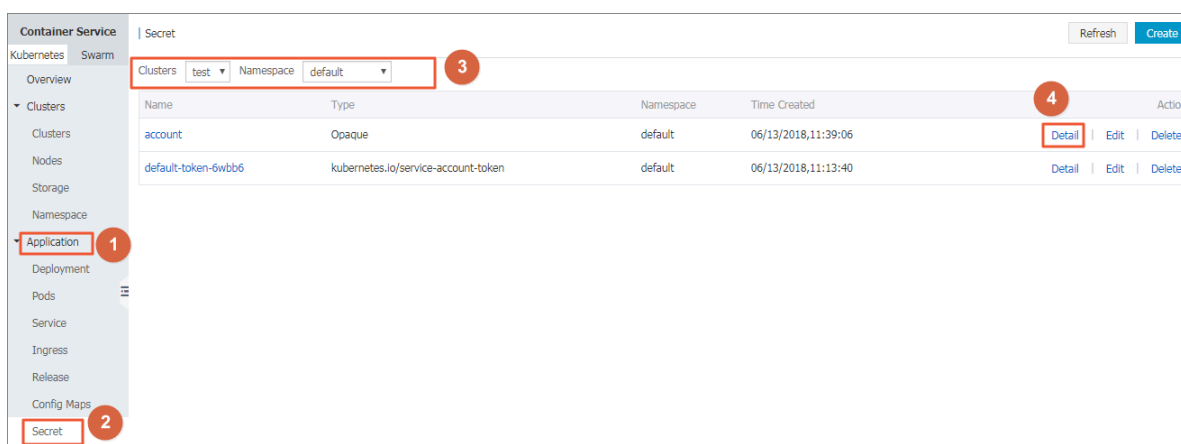 Container Service
Kubernetes Swarm
Overview
Clusters
Clusters
Nodes
Storage
Namespace
Application 1
Deployment
Pods
Service
Ingress
Release
Config Maps
Secret 2
Secret Refresh Create
Clusters test Namespace default 3
4
Name Type Namespace Time Created Actio
account Opaque default 06/13/2018,11:39:06 Detail | Edit | Delete
default-token-6wbb6 kubernetes.io/service-account-token default 06/13/2018,11:13:40 Detail | Edit | Delete